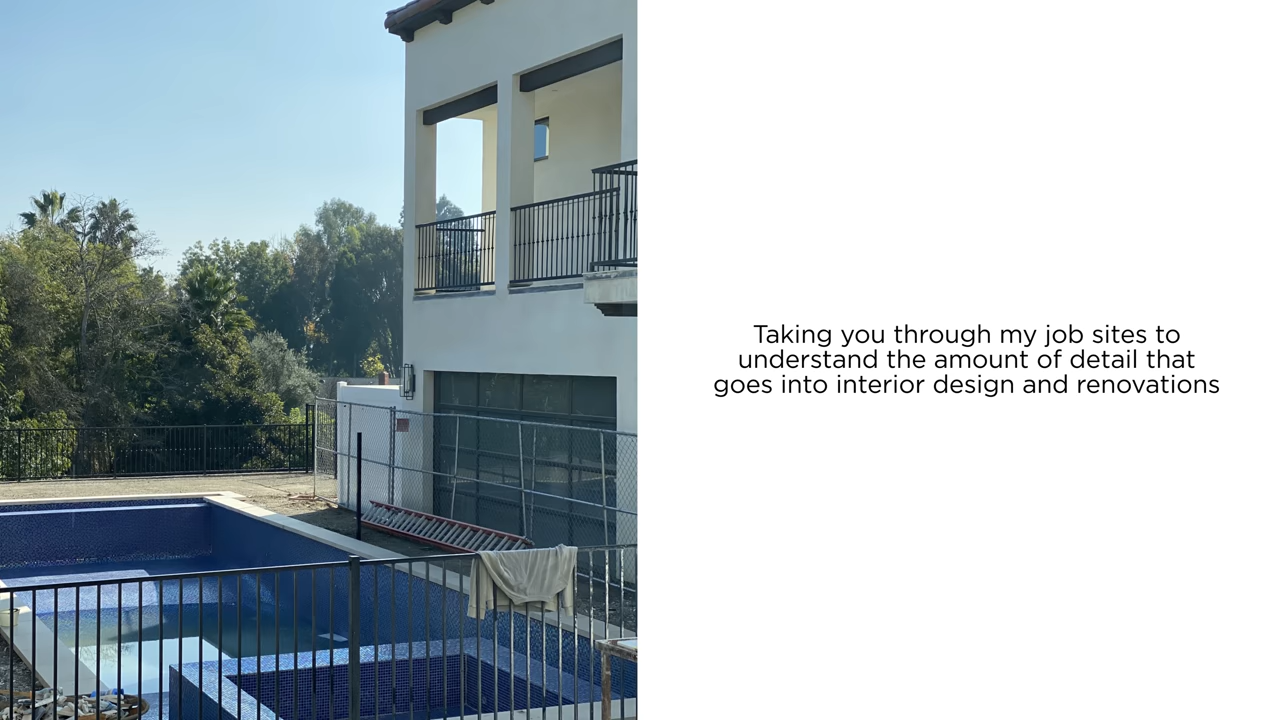 Taking you through my job sites to
understand the amount of detail that
goes into interior design and renovations